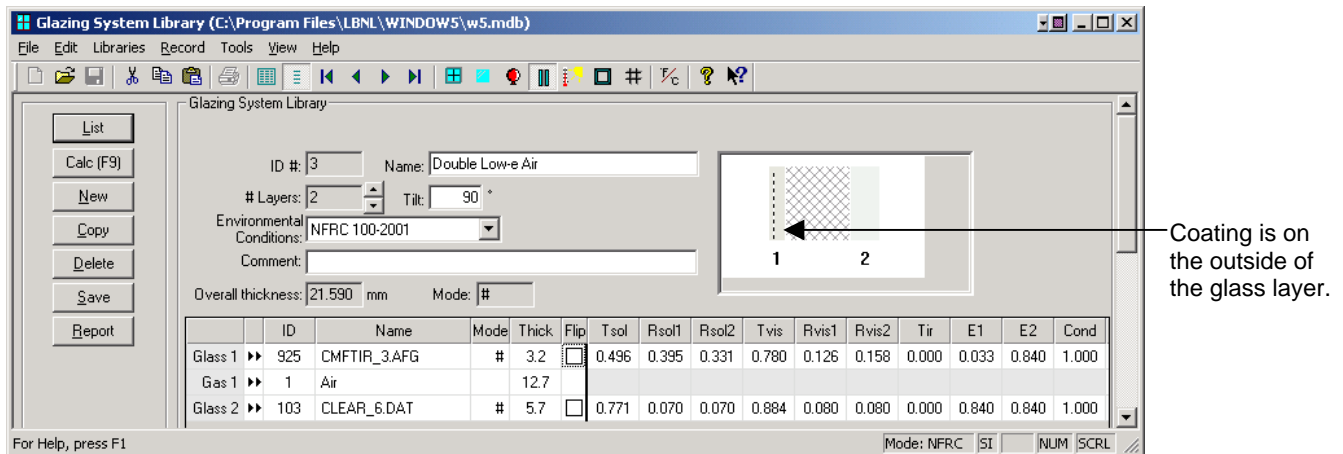 Glazing System Library (C:\Program Files\LBNL\WINDOW5\w5.mdb)
File Edit Libraries Record Tools View Help
°F/°C ? ?
Glazing System Library
List
Calc (F9)
New
Copy
Delete
Save
Report
ID #: 3 Name: Double Low-e Air
# Layers: 2 Tilt: 90 °
Environmental
Conditions: NFRC 100-2001
Comment:
Overall thickness: 21.590 mm Mode: #
1 2
Coating is on
the outside of
the glass layer.
ID Name Mode Thick Flip Tsol Rsol1 Rsol2 Tvis Rvis1 Rvis2 Tir E1 E2 Cond
Glass 1 925 CMFTIR_3.AFG # 3.2 0.496 0.395 0.331 0.780 0.126 0.158 0.000 0.033 0.840 1.000
Gas 1 1 Air 12.7
Glass 2 103 CLEAR_6.DAT # 5.7 0.771 0.070 0.070 0.884 0.080 0.080 0.000 0.840 0.840 1.000
For Help, press F1 Mode: NFRC SI NUM SCRL